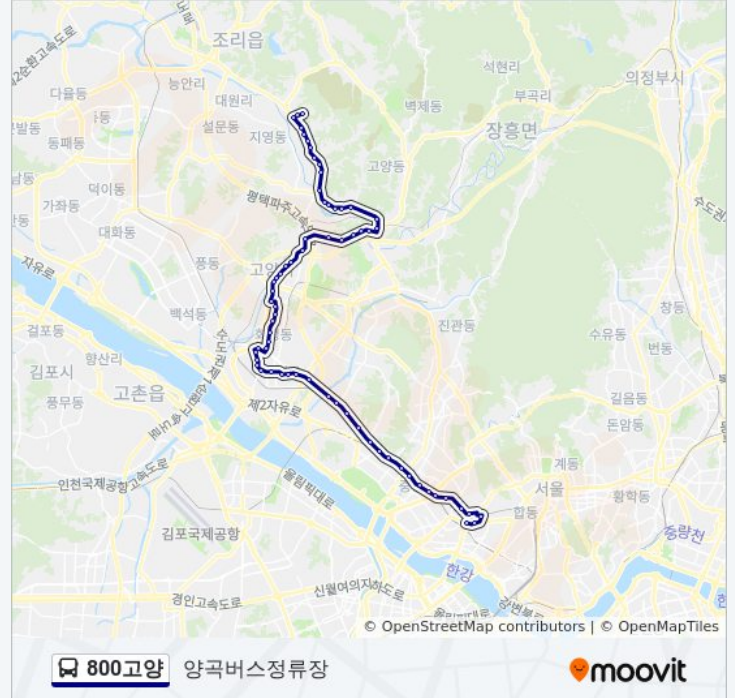 조리읍
석현리
의정부시
능안리
다율동
대원리
벽제동
부곡리
설문동
장흥면
동패동
지영동
고양동
덕이동
가좌동
평택파주고속
대화동
풍동
자유로
백석동
진관동
창동
걸포동
수유동
번동
향산리
수도권제1순환고속도로
김포시
고촌읍
풍무동
제2자유로
길음동
돈암동
인천국제공항고속도로
올림픽대로
계동
서울
황학동
합동
김포국제공항
중랑천
한강
신월여의지하도로
경인고속도로
© OpenStreetMap contributors | © OpenMapTiles
800고양 양곡버스정류장
moovit